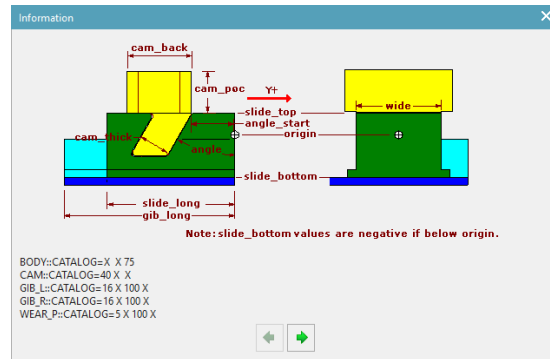 Information
cam_back
cam_poc
Y+
slide_top
wide
angle_start
cam_thick
origin
angle
slide_bottom
slide_long
gib_long
Note:slide_bottom values are negative if below origin.
BODY::CATALOG=X X 75
CAM::CATALOG=40 X X
GIB_L::CATALOG=16 X 100 X
GIB_R::CATALOG=16 X 100 X
WEAR_P::CATALOG=5 X 100 X